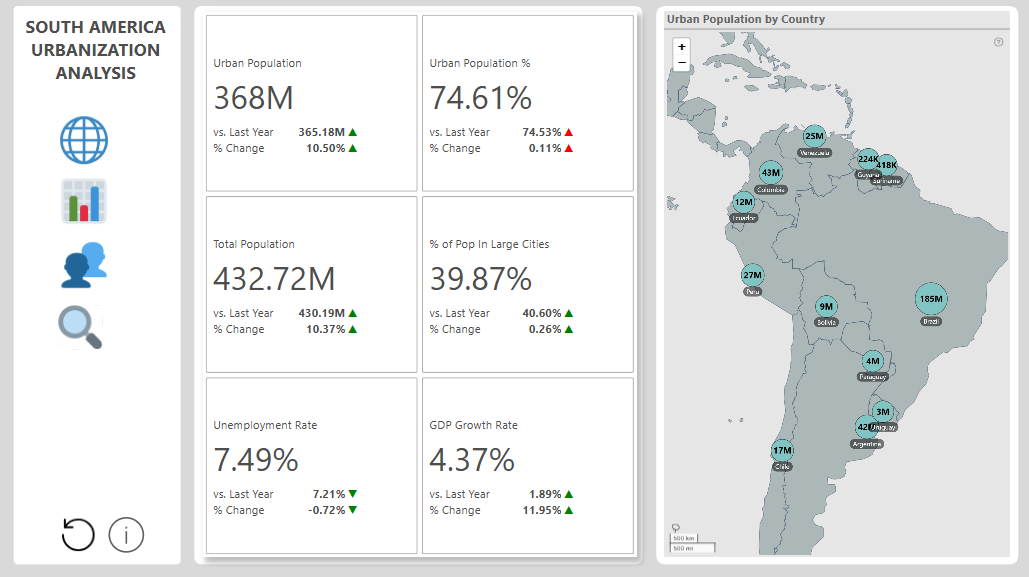 SOUTH AMERICA
URBANIZATION
ANALYSIS
i
Urban Population
368M
vs. Last Year 365.18M ▲
% Change 10.50% ▲
Urban Population %
74.61%
vs. Last Year 74.53% ▲
% Change 0.11% ▲
Total Population
432.72M
vs. Last Year 430.19M ▲
% Change 10.37% ▲
% of Pop In Large Cities
39.87%
vs. Last Year 40.60% ▲
% Change 0.26% ▲
Unemployment Rate
7.49%
vs. Last Year 7.21% ▼
% Change -0.72% ▼
GDP Growth Rate
4.37%
vs. Last Year 1.89% ▲
% Change 11.95% ▲
Urban Population by Country
+
−
?
25M
Venezuela
224K
Guyana
418K
Suriname
43M
Colombia
12M
Ecuador
27M
Peru
9M
Bolivia
185M
Brazil
4M
Paraguay
3M
Uruguay
Argentina
17M
Chile
500 km
500 mi